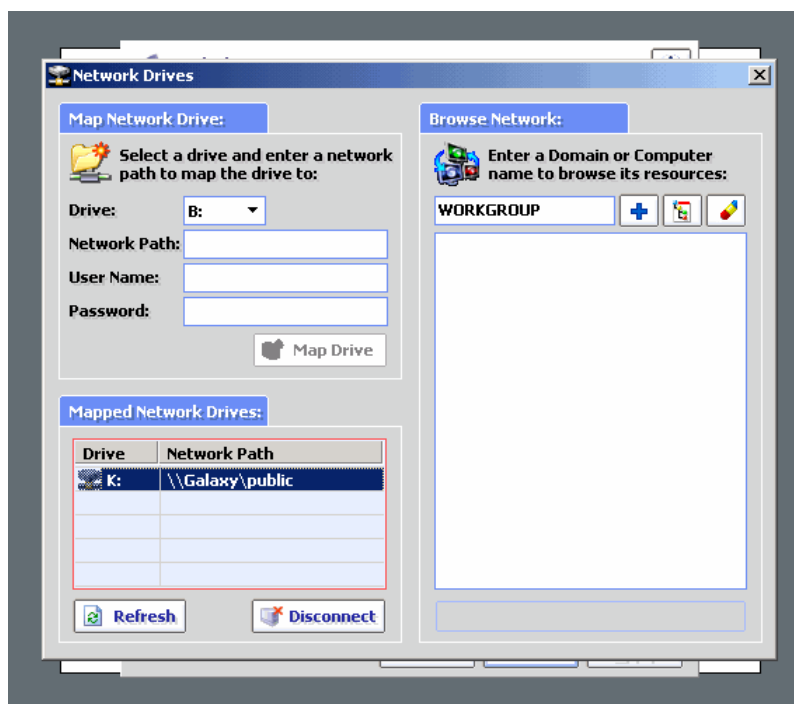 Network Drives
Map Network Drive:
Select a drive and enter a network
path to map the drive to:
Drive: B:
Network Path:
User Name:
Password:
Map Drive
Mapped Network Drives:
Drive Network Path
K: \\Galaxy\public
Refresh Disconnect
Browse Network:
Enter a Domain or Computer
name to browse its resources:
WORKGROUP